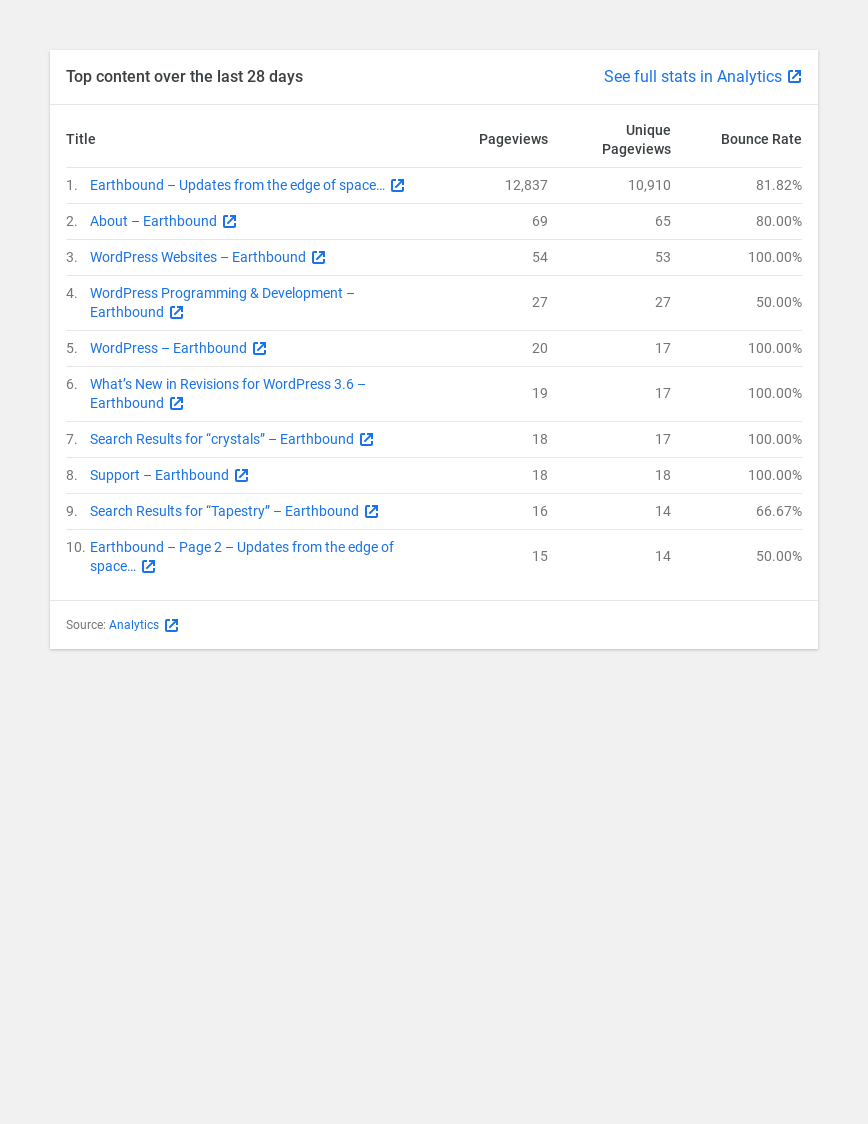 Top content over the last 28 days See full stats in Analytics
Title Pageviews Unique Pageviews Bounce Rate
1. Earthbound – Updates from the edge of space… 12,837 10,910 81.82%
2. About – Earthbound 69 65 80.00%
3. WordPress Websites – Earthbound 54 53 100.00%
4. WordPress Programming & Development –
Earthbound 27 27 50.00%
5. WordPress – Earthbound 20 17 100.00%
6. What’s New in Revisions for WordPress 3.6 –
Earthbound 19 17 100.00%
7. Search Results for “crystals” – Earthbound 18 17 100.00%
8. Support – Earthbound 18 18 100.00%
9. Search Results for “Tapestry” – Earthbound 16 14 66.67%
10. Earthbound – Page 2 – Updates from the edge of
space… 15 14 50.00%
Source: Analytics